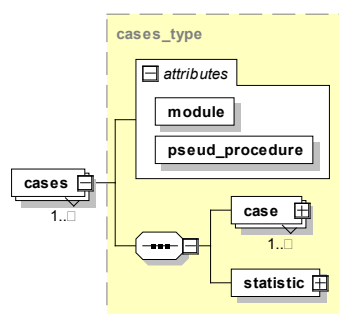 cases_type
attributes
module
pseud_procedure
cases
1..□
case
1..□
statistic